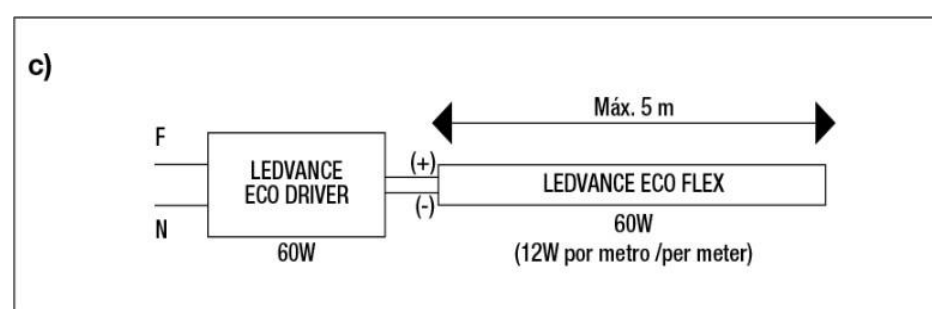 c)
Máx. 5 m
F
N
LEDVANCE
ECO DRIVER
60W
(+)
(-)
LEDVANCE ECO FLEX
60W
(12W por metro /per meter)